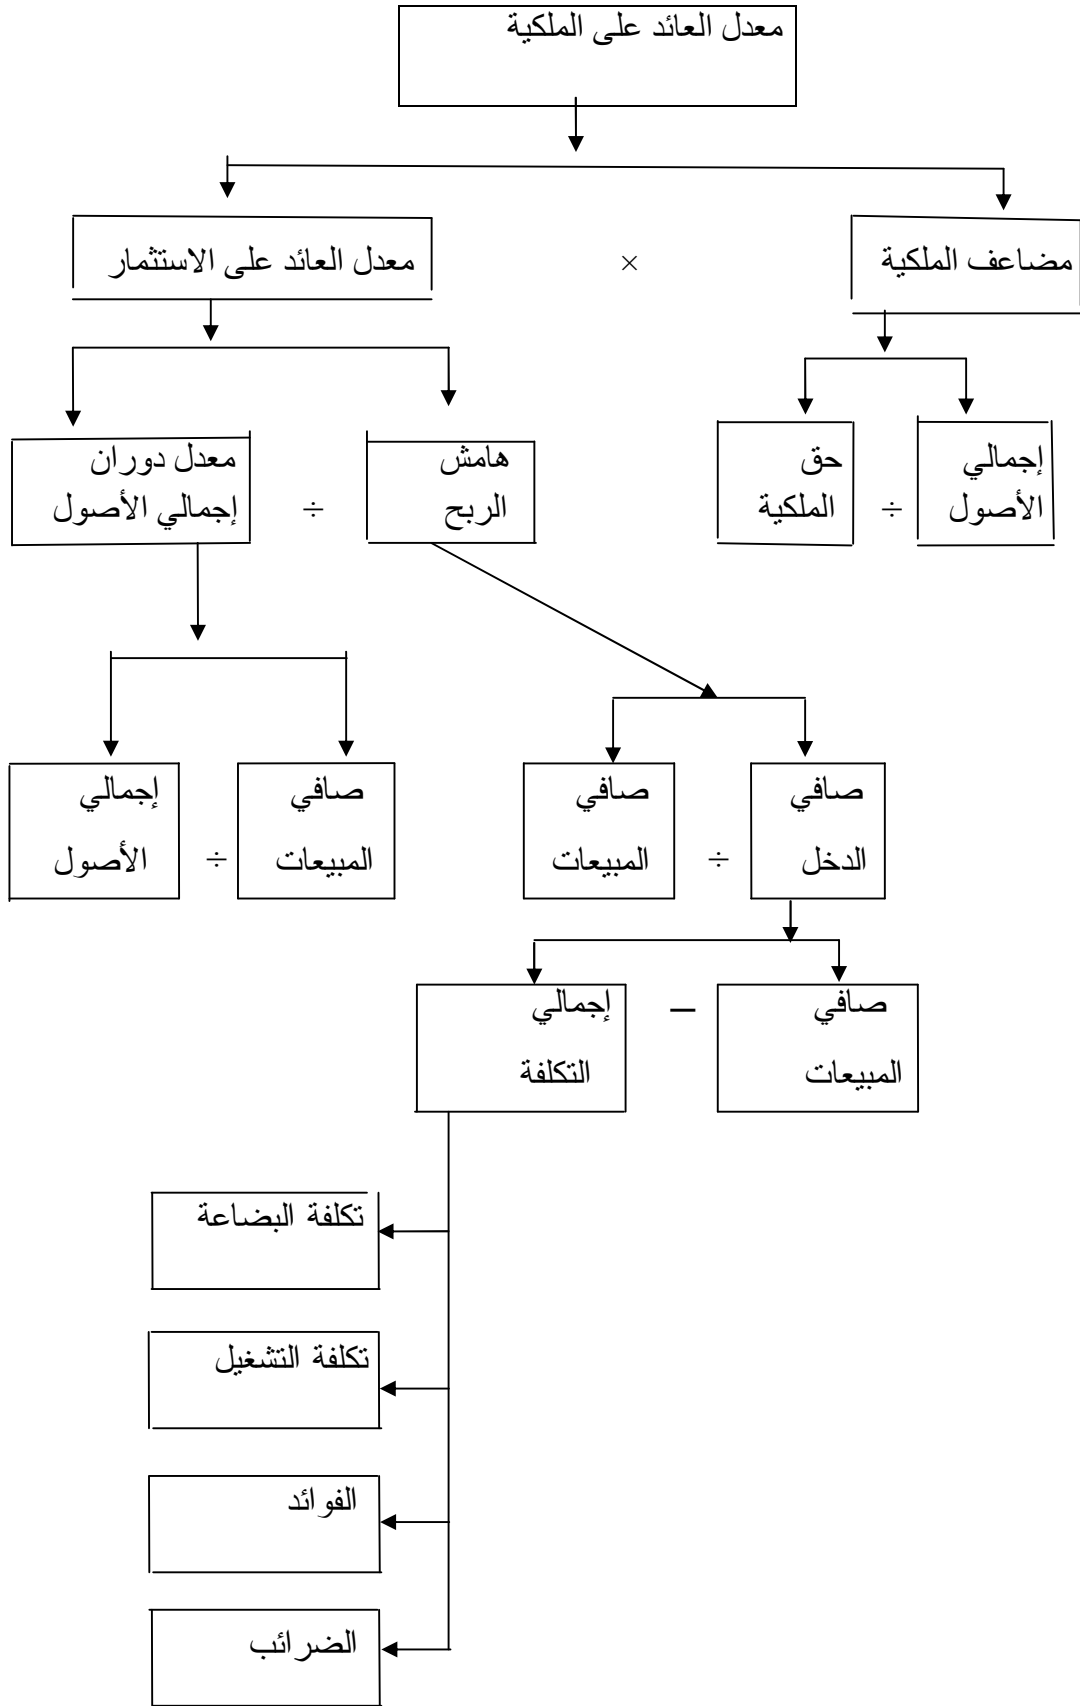 معدل العائد على الملكية
مضاعف الملكية
×
معدل العائد على الاستثمار
إجمالي
الأصول
÷
حق
الملكية
هامش
الربح
÷
معدل دوران
إجمالي الأصول
صافي
الدخل
÷
صافي
المبيعات
صافي
المبيعات
÷
إجمالي
الأصول
صافي
المبيعات
–
إجمالي
التكلفة
تكلفة البضاعة
تكلفة التشغيل
الفوائد
الضرائب